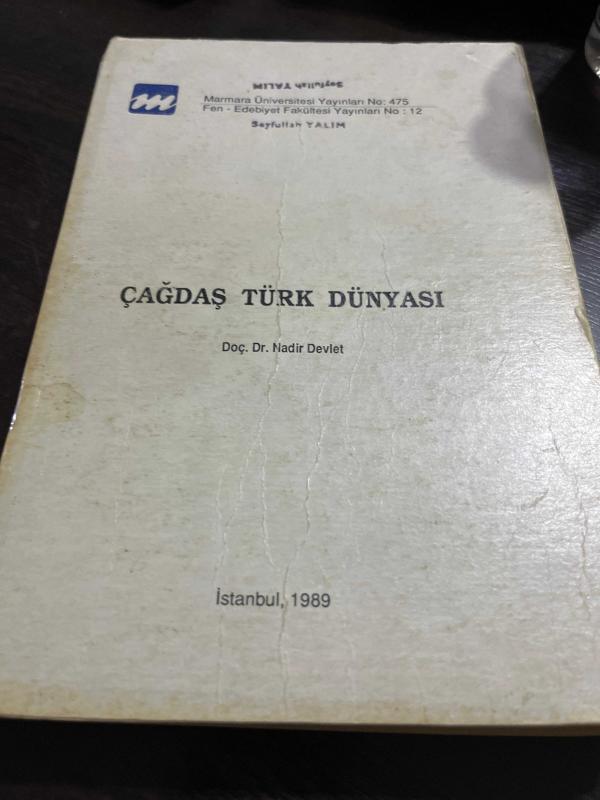 Seyfullah YALIM
m
Marmara Üniversitesi Yayınları No: 475
Fen - Edebiyet Fakültesi Yayınları No : 12
Seyfullah YALIM
ÇAĞDAŞ TÜRK DÜNYASI
Doç. Dr. Nadir Devlet
İstanbul, 1989